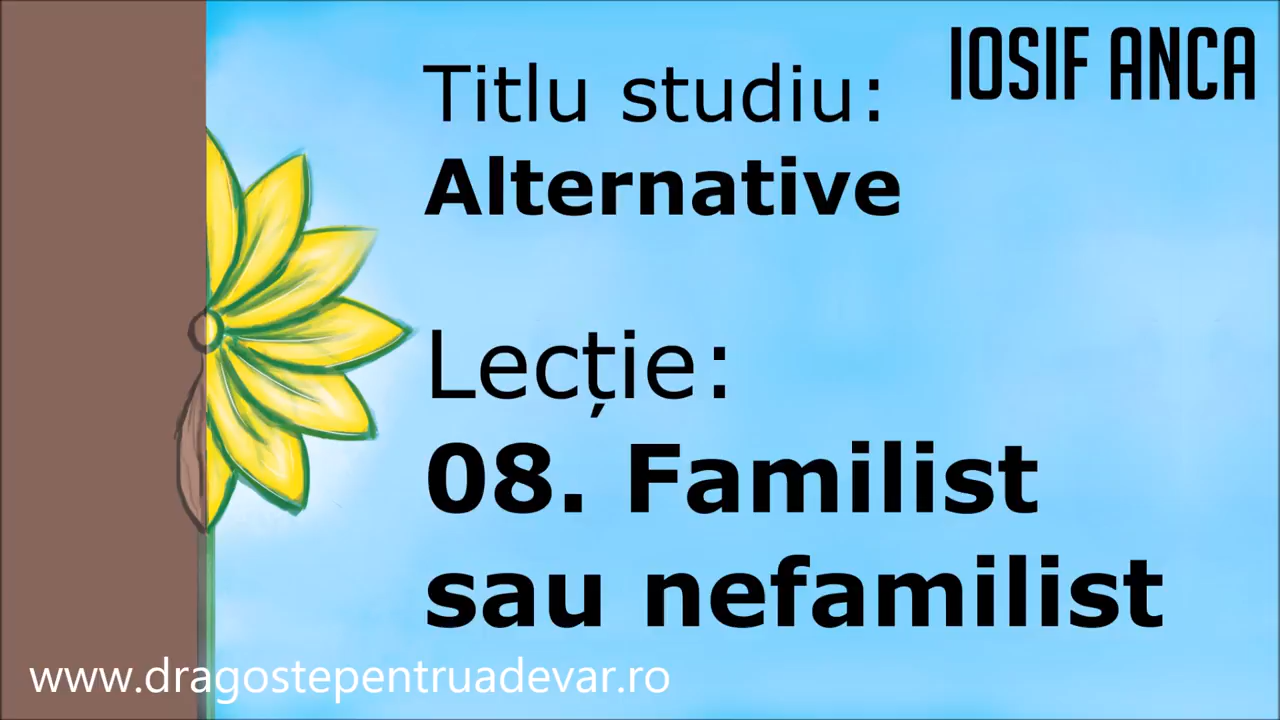 IOSIF ANCA
Titlu studiu:
Alternative
Lecție:
08. Familist
sau nefamilist
www.dragostepentruadevar.ro